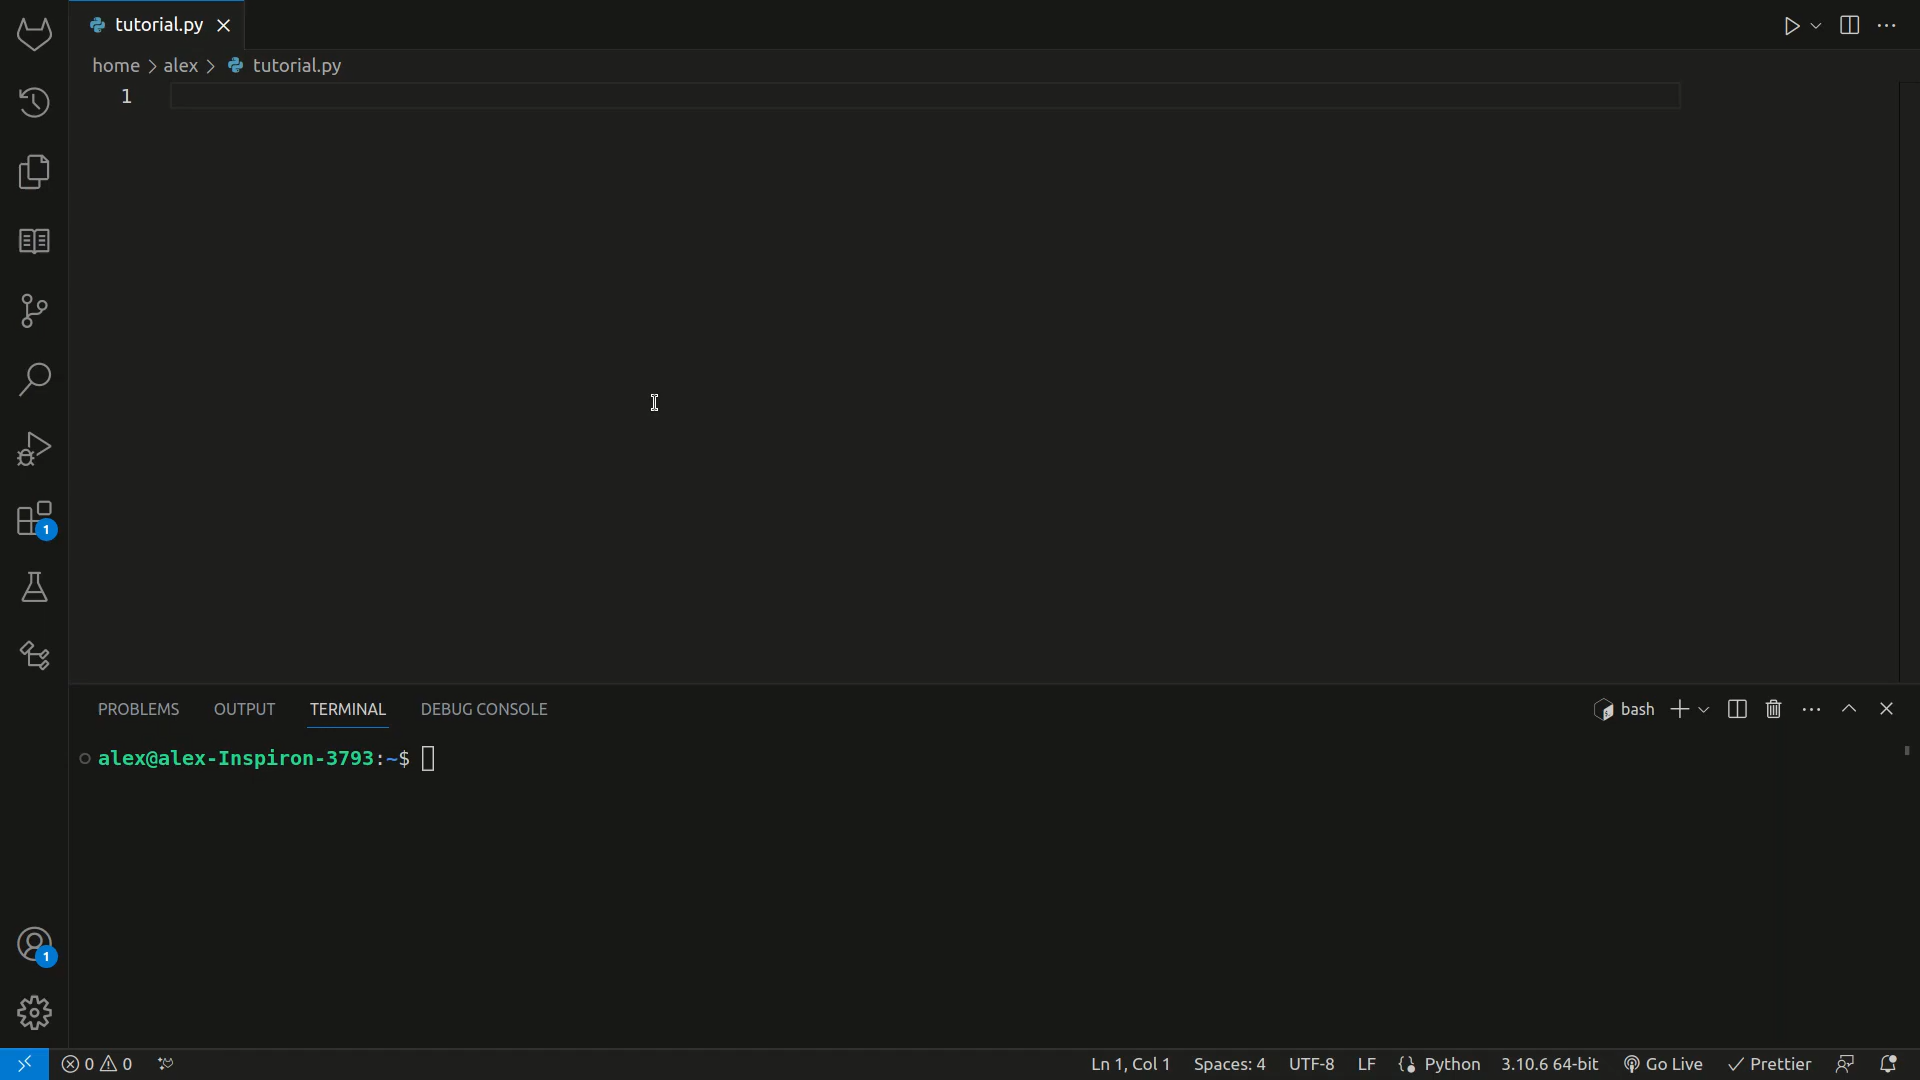 tutorial.py
home > alex > tutorial.py
1
1
1
PROBLEMS OUTPUT TERMINAL DEBUG CONSOLE bash
alex@alex-Inspiron-3793:~$
0 0 Ln 1, Col 1 Spaces: 4 UTF-8 LF Python 3.10.6 64-bit Go Live Prettier